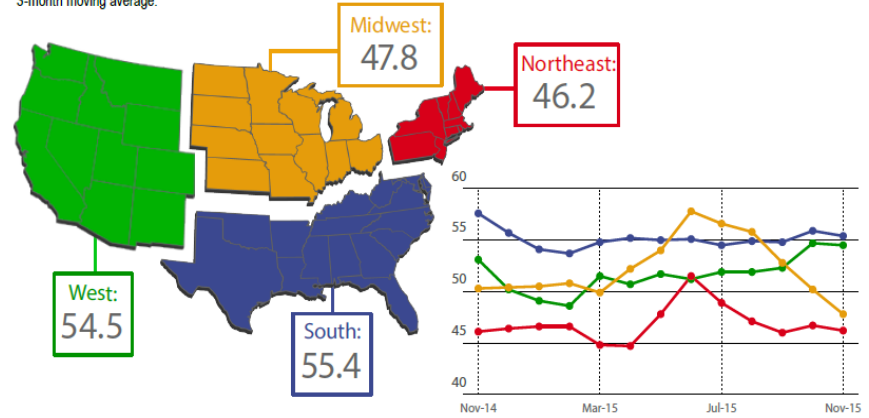 3-month moving average.
Midwest:
47.8
Northeast:
46.2
West:
54.5
South:
55.4
60
55
50
45
40
Nov-14 Mar-15 Jul-15 Nov-15